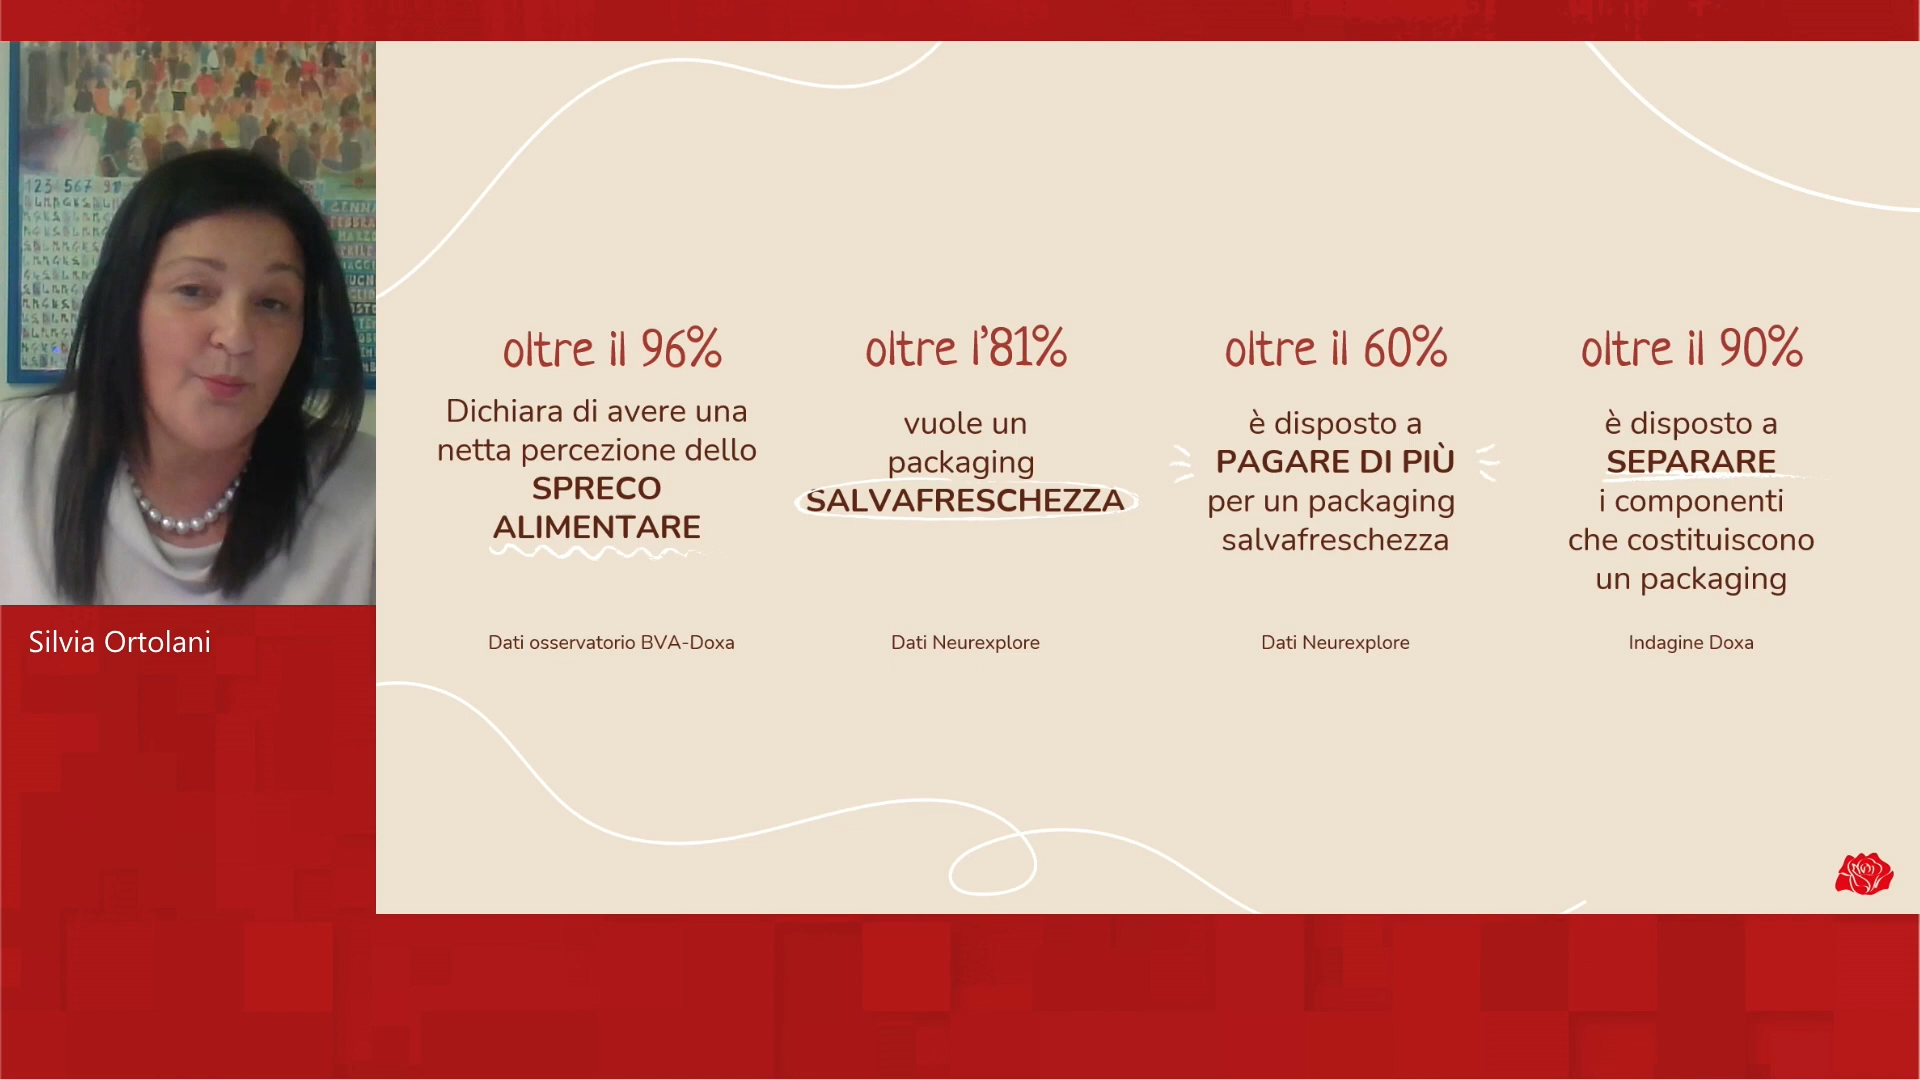 oltre il 96%
Dichiara di avere una
netta percezione dello
SPRECO
ALIMENTARE
Dati osservatorio BVA-Doxa
oltre l'81%
vuole un
packaging
SALVAFRESCHEZZA
Dati Neurexplore
oltre il 60%
è disposto a
PAGARE DI PIÙ
per un packaging
salvafreschezza
Dati Neurexplore
oltre il 90%
è disposto a
SEPARARE
i componenti
che costituiscono
un packaging
Indagine Doxa
Silvia Ortolani